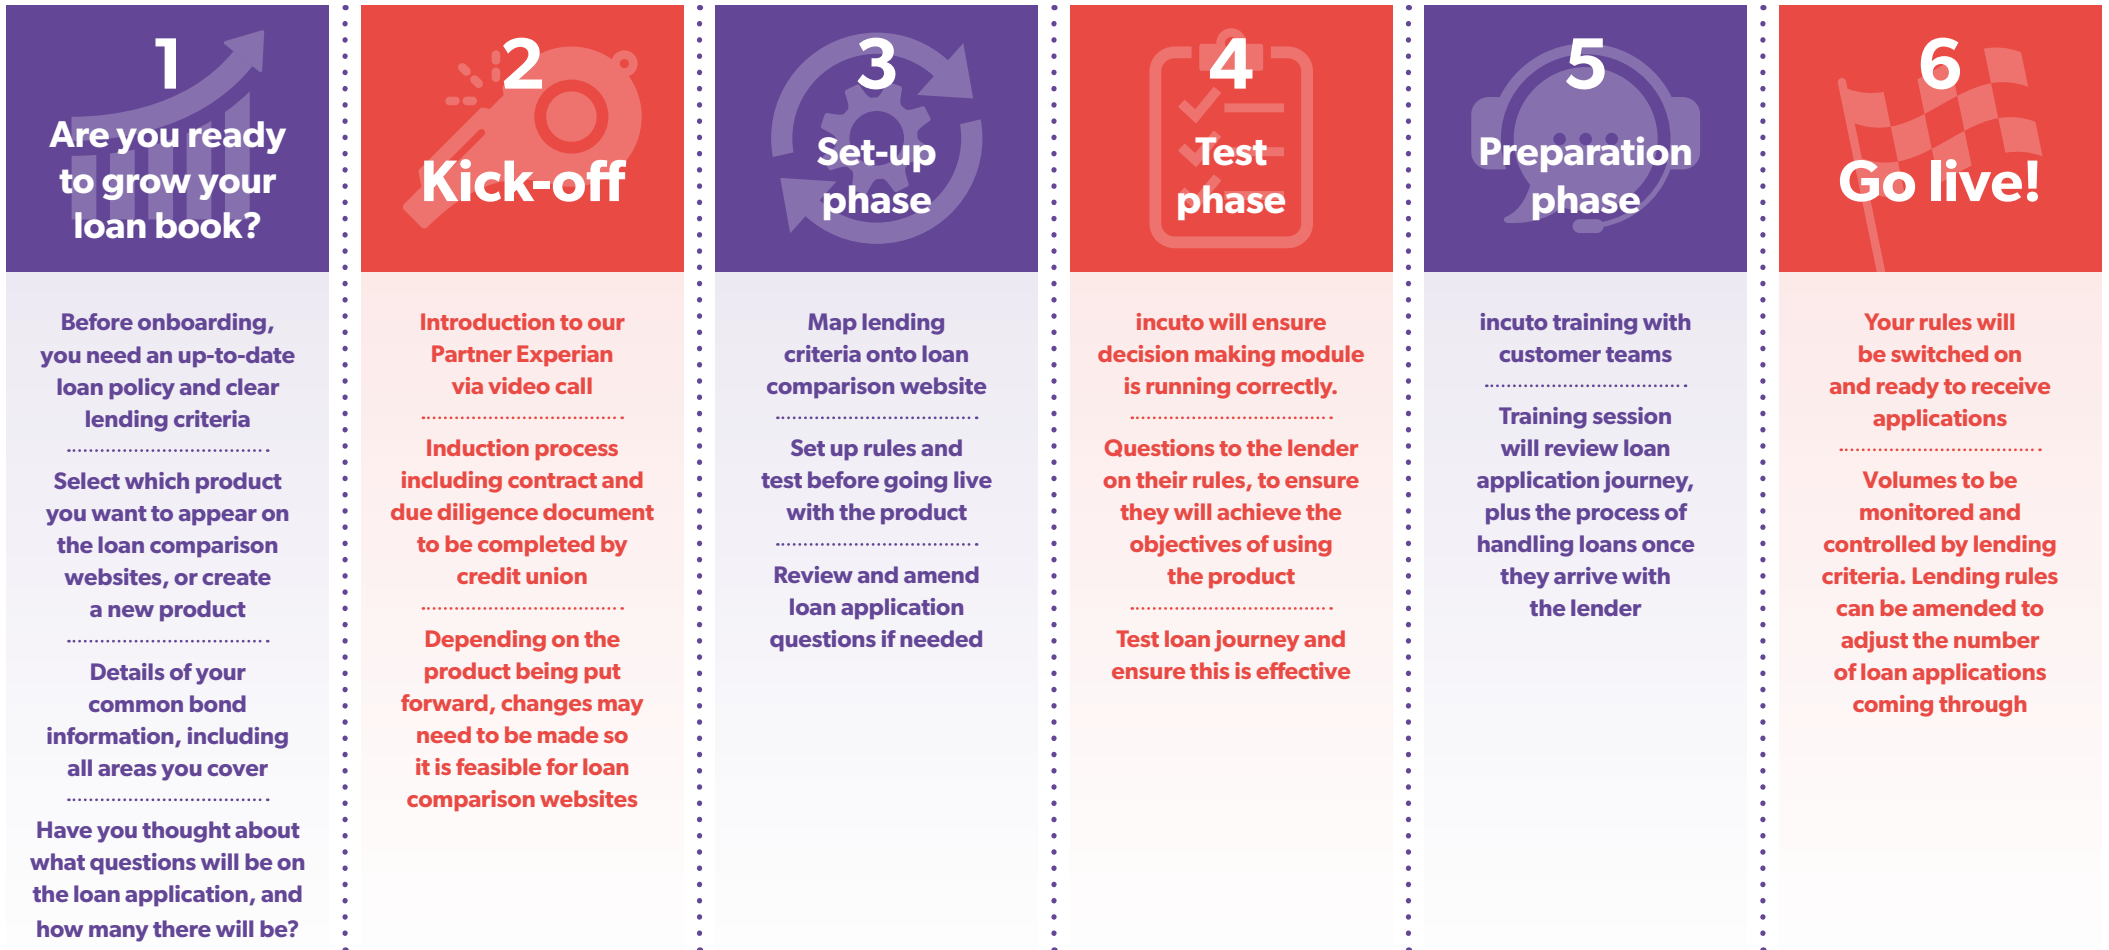 1
Are you ready
to grow your
loan book?
Before onboarding,
you need an up-to-date
loan policy and clear
lending criteria
Select which product
you want to appear on
the loan comparison
websites, or create
a new product
Details of your
common bond
information, including
all areas you cover
Have you thought about
what questions will be on
the loan application, and
how many there will be?
2
Kick-off
Introduction to our
Partner Experian
via video call
Induction process
including contract and
due diligence document
to be completed by
credit union
Depending on the
product being put
forward, changes may
need to be made so
it is feasible for loan
comparison websites
3
Set-up
phase
Map lending
criteria onto loan
comparison website
Set up rules and
test before going live
with the product
Review and amend
loan application
questions if needed
4
Test
phase
incuto will ensure
decision making module
is running correctly.
Questions to the lender
on their rules, to ensure
they will achieve the
objectives of using
the product
Test loan journey and
ensure this is effective
5
Preparation
phase
incuto training with
customer teams
Training session
will review loan
application journey,
plus the process of
handling loans once
they arrive with
the lender
6
Go live!
Your rules will
be switched on
and ready to receive
applications
Volumes to be
monitored and
controlled by lending
criteria. Lending rules
can be amended to
adjust the number
of loan applications
coming through